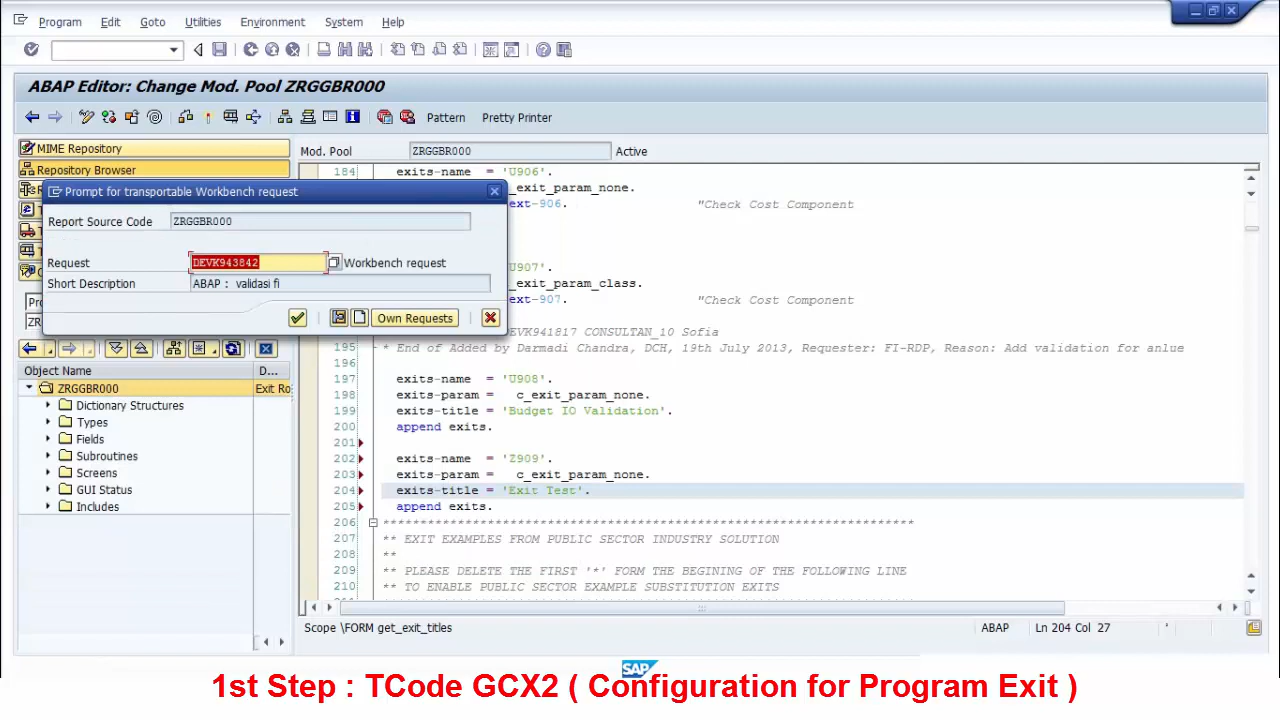 Program Edit Goto Utilities Environment System Help
ABAP Editor: Change Mod. Pool ZRGGBR000
Pattern Pretty Printer
MIME Repository
Repository Browser
Mod. Pool ZRGGBR000 Active
Prompt for transportable Workbench request
Report Source Code ZRGGBR000
Request DEVK943842 Workbench request
Short Description ABAP : validasi fi
Own Requests
184 exits-name = 'U906'.
c_exit_param_none.
ext-906. "Check Cost Component
U907'.
c_exit_param_class.
ext-907. "Check Cost Component
DEVK941817 CONSULTAN_10 Sofia
195 * End of Added by Darmadi Chandra, DCH, 19th July 2013, Requester: FI-RDP, Reason: Add validation for anlue
196
197 exits-name = 'U908'.
198 exits-param = c_exit_param_none.
199 exits-title = 'Budget IO Validation'.
200 append exits.
201
202 exits-name = 'Z909'.
203 exits-param = c_exit_param_none.
204 exits-title = 'Exit Test'.
205 append exits.
206 **********************************************************************
207 ** EXIT EXAMPLES FROM PUBLIC SECTOR INDUSTRY SOLUTION
208 **
209 ** PLEASE DELETE THE FIRST '*' FORM THE BEGINING OF THE FOLLOWING LINE
210 ** TO ENABLE PUBLIC SECTOR EXAMPLE SUBSTITUTION EXITS
Object Name D...
ZRGGBR000 Exit Ro
Dictionary Structures
Types
Fields
Subroutines
Screens
GUI Status
Includes
Scope \FORM get_exit_titles ABAP Ln 204 Col 27
SAP
1st Step : TCode GCX2 ( Configuration for Program Exit )